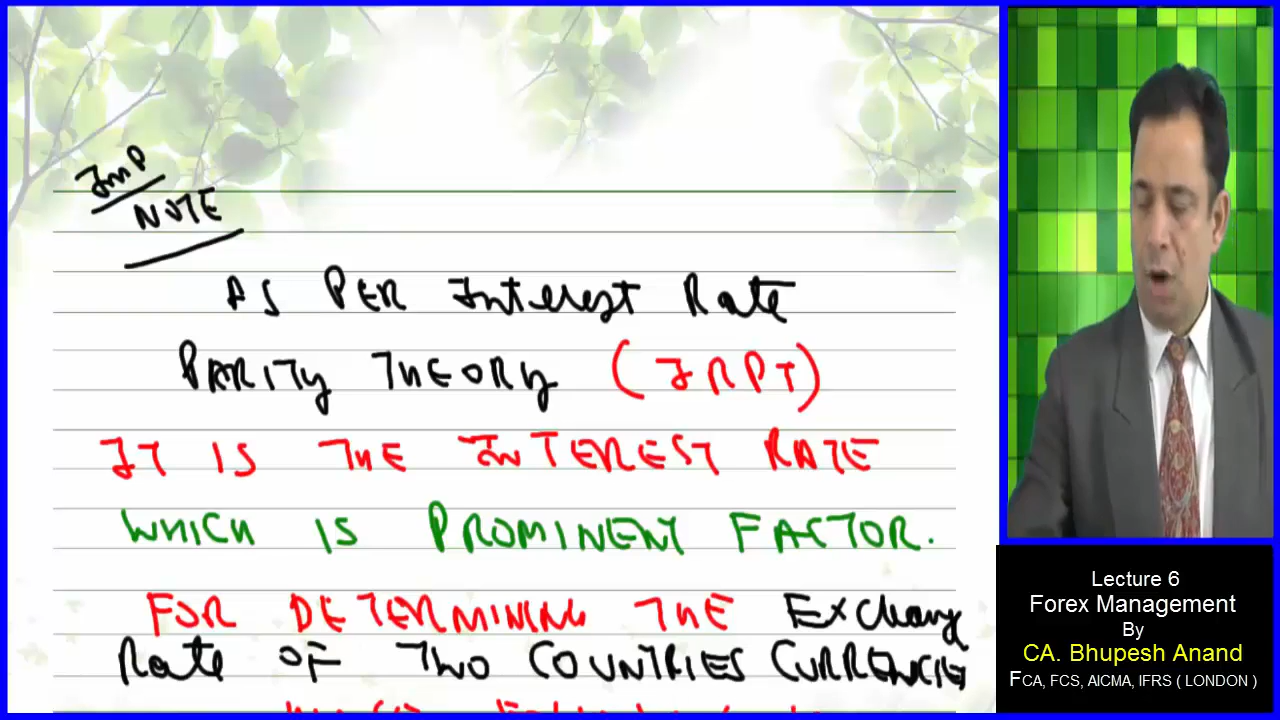 Imp
NOTE
AS PER Interest Rate
PARITY THEORY (IRPT)
IT IS THE INTEREST RATE
WHICH IS PROMINENT FACTOR.
FOR DETERMINING THE Exchang
Rate OF TWO COUNTRIES CURRENCIES
Lecture 6
Forex Management
By
CA. Bhupesh Anand
FCA, FCS, AICMA, IFRS ( LONDON )